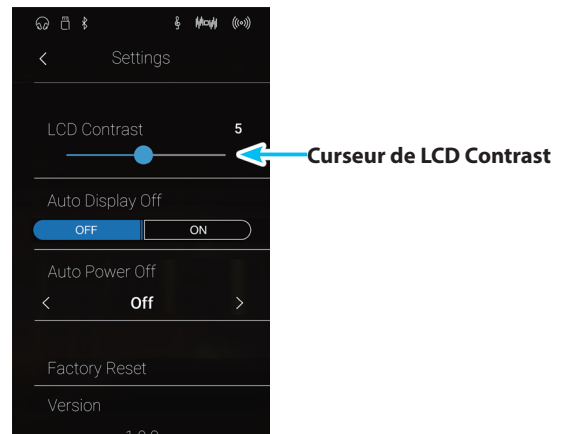 Settings
LCD Contrast 5
Curseur de LCD Contrast
Auto Display Off
OFF ON
Auto Power Off
Off
Factory Reset
Version